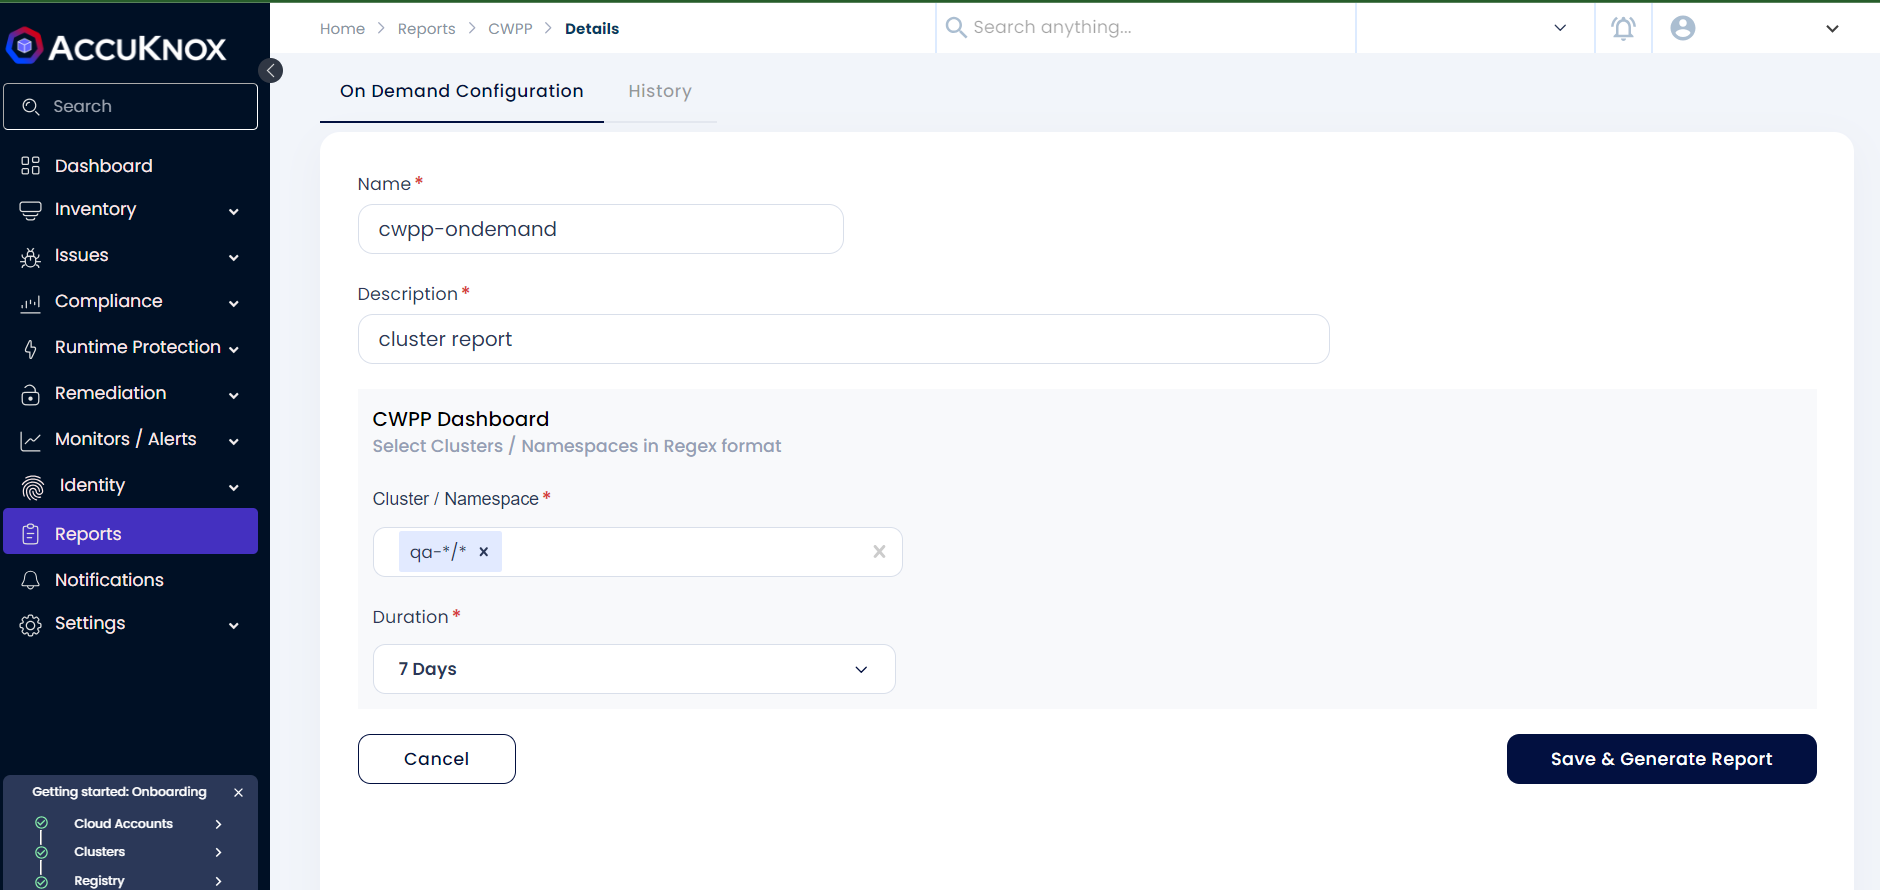 ACCUKNOX
Search
Dashboard
Inventory
Issues
Compliance
Runtime Protection
Remediation
Monitors / Alerts
Identity
Reports
Notifications
Settings
Getting started: Onboarding
Cloud Accounts
Clusters
Registry
Home > Reports > CWPP > Details
Search anything...
On Demand Configuration
History
Name *
cwpp-ondemand
Description *
cluster report
CWPP Dashboard
Select Clusters / Namespaces in Regex format
Cluster / Namespace *
qa-*/* ×
Duration *
7 Days
Cancel
Save & Generate Report